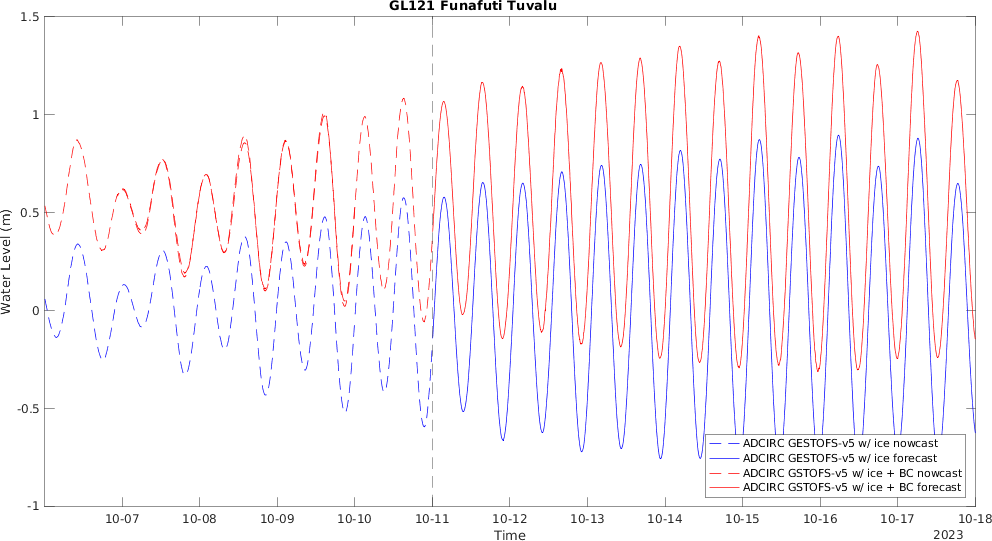 GL121 Funafuti Tuvalu
1.5
1
0.5
0
-0.5
-1
Water Level (m)
10-07 10-08 10-09 10-10 10-11 10-12 10-13 10-14 10-15 10-16 10-17 10-18
Time
2023
ADCIRC GESTOFS-v5 w/ ice nowcast
ADCIRC GESTOFS-v5 w/ ice forecast
ADCIRC GSTOFS-v5 w/ ice + BC nowcast
ADCIRC GSTOFS-v5 w/ ice + BC forecast